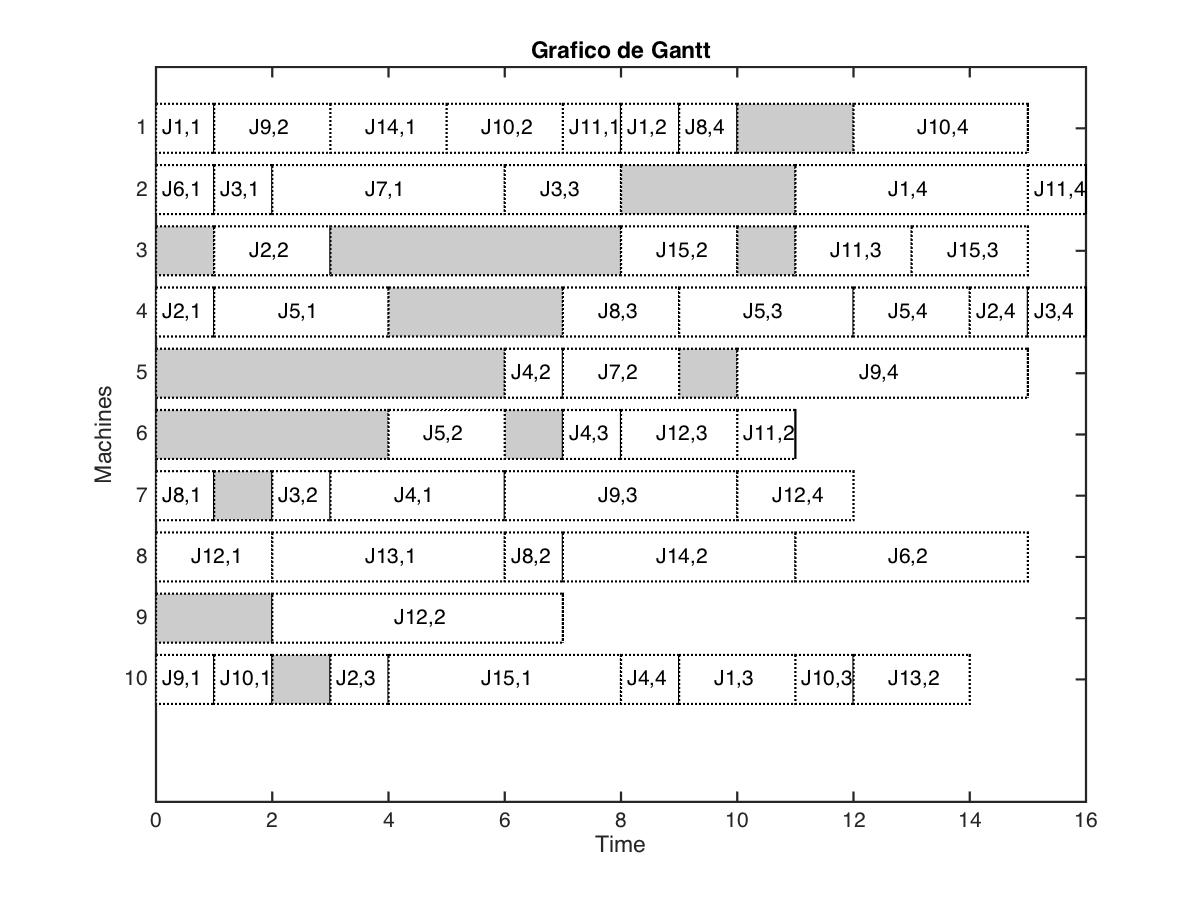 Grafico de Gantt
1 J1,1 J9,2 J14,1 J10,2 J11,1 J1,2 J8,4 J10,4
2 J6,1 J3,1 J7,1 J3,3 J1,4 J11,4
3 J2,2 J15,2 J11,3 J15,3
4 J2,1 J5,1 J8,3 J5,3 J5,4 J2,4 J3,4
5 J4,2 J7,2 J9,4
6 J5,2 J4,3 J12,3 J11,2
7 J8,1 J3,2 J4,1 J9,3 J12,4
8 J12,1 J13,1 J8,2 J14,2 J6,2
9 J12,2
10 J9,1 J10,1 J2,3 J15,1 J4,4 J1,3 J10,3 J13,2
Machines
0 2 4 6 8 10 12 14 16
Time